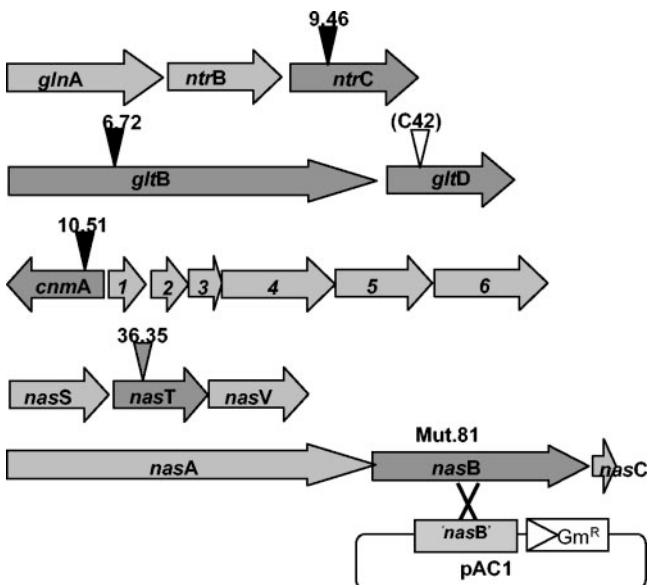 9.46
glnA ntrB ntrC
6.72 (C42)
gltB gltD
10.51
cnmA 1 2 3 4 5 6
36.35
nasS nasT nasV
Mut.81
nasA nasB nasC
'nasB' Gm^R
pAC1